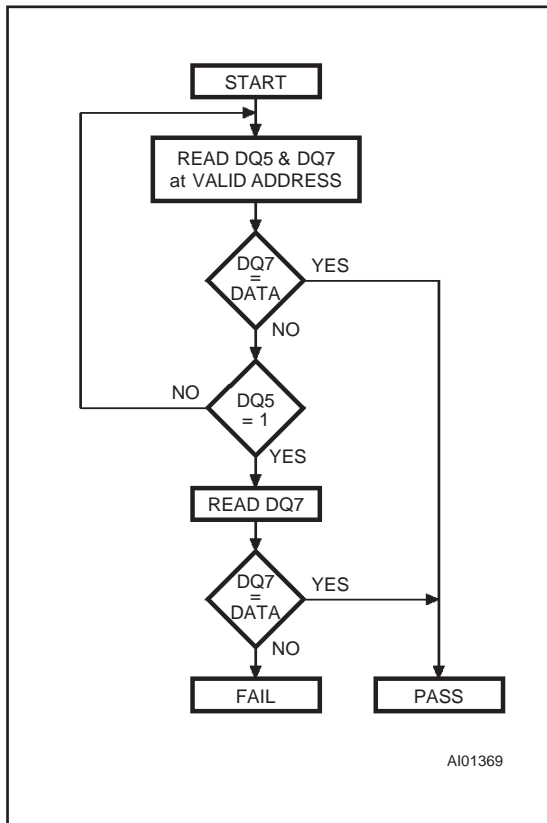 START
READ DQ5 & DQ7
at VALID ADDRESS
DQ7
=
DATA
YES
NO
NO
DQ5
= 1
YES
READ DQ7
DQ7
=
DATA
YES
NO
FAIL
PASS
AI01369